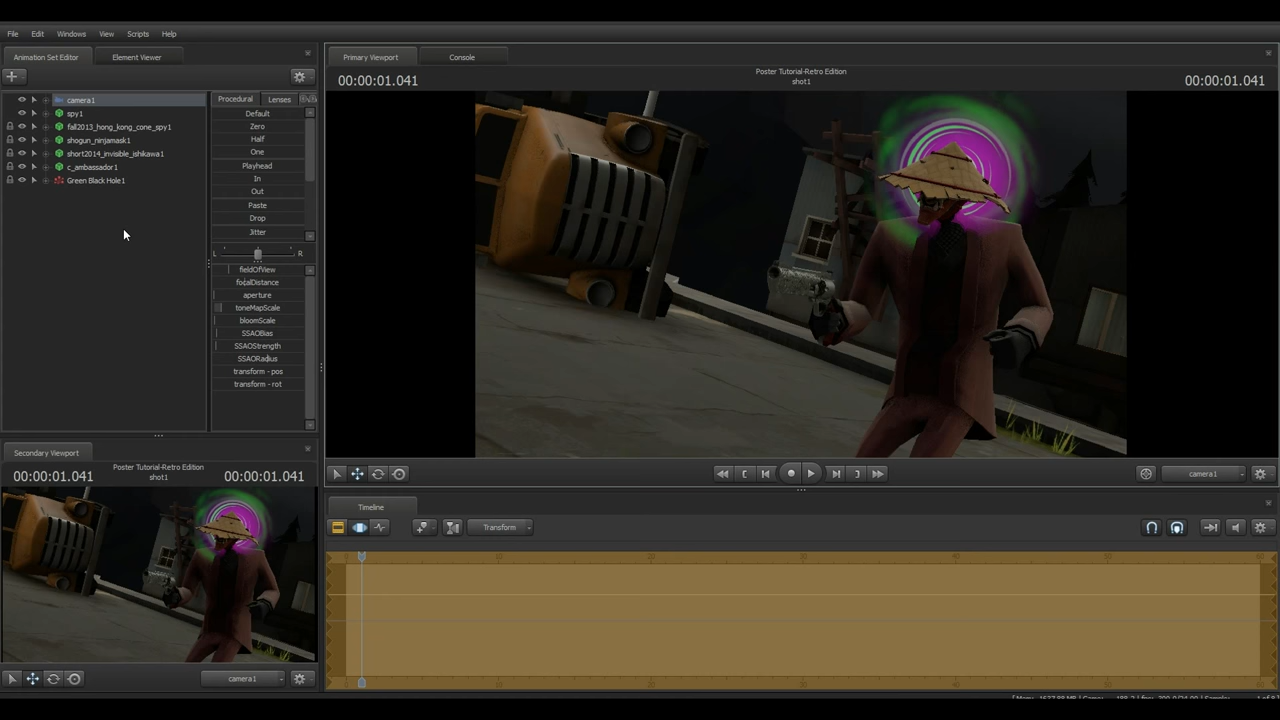 File Edit Windows View Scripts Help
Animation Set Editor Element Viewer
Primary Viewport Console
00:00:01.041
Poster Tutorial-Retro Edition
shot1
00:00:01.041
camera1
spy1
fall2013_hong_kong_cone_spy1
shogun_ninjamask1
short2014_invisible_ishikawa1
c_ambassador1
Green Black Hole1
Procedural Lenses
Default
Zero
Half
One
Playhead
In
Out
Paste
Drop
Jitter
L R
fieldOfView
focalDistance
aperture
toneMapScale
bloomScale
SSAOBias
SSAOStrength
SSAORadius
transform - pos
transform - rot
Secondary Viewport
00:00:01.041
Poster Tutorial-Retro Edition
shot1
00:00:01.041
camera1
camera1
Timeline
Transform